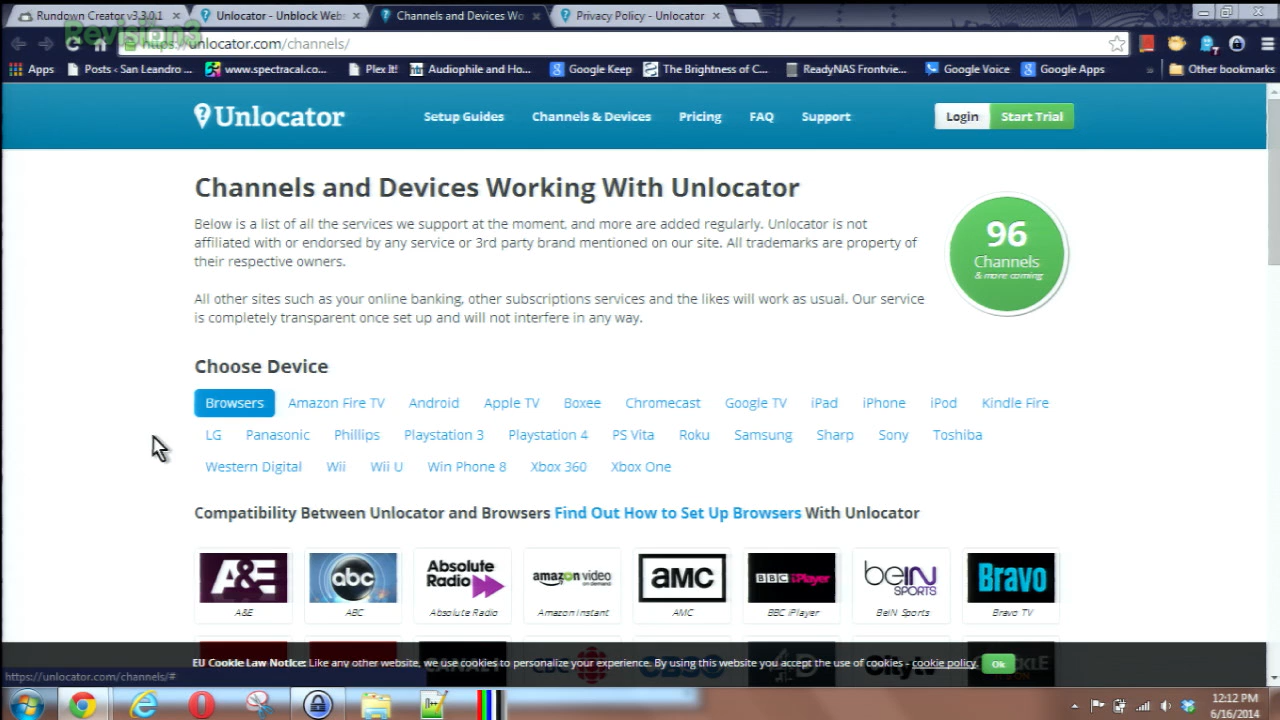 Rundown Creator v3.3.0.1
Unlocator - Unblock Webs
Channels and Devices Wo
Privacy Policy - Unlocator
Revision3
https://unlocator.com/channels/
Apps
Posts ‹ San Leandro ...
www.spectracal.co...
Plex It!
Audiophile and Ho...
Google Keep
The Brightness of C...
ReadyNAS Frontvie...
Google Voice
Google Apps
»
Other bookmarks
Unlocator
Setup Guides
Channels & Devices
Pricing
FAQ
Support
Login
Start Trial
Channels and Devices Working With Unlocator
Below is a list of all the services we support at the moment, and more are added regularly. Unlocator is not
affiliated with or endorsed by any service or 3rd party brand mentioned on our site. All trademarks are property of
their respective owners.
96
Channels
& more coming
All other sites such as your online banking, other subscriptions services and the likes will work as usual. Our service
is completely transparent once set up and will not interfere in any way.
Choose Device
Browsers Amazon Fire TV Android Apple TV Boxee Chromecast Google TV iPad iPhone iPod Kindle Fire
LG Panasonic Phillips Playstation 3 Playstation 4 PS Vita Roku Samsung Sharp Sony Toshiba
Western Digital Wii Wii U Win Phone 8 Xbox 360 Xbox One
Compatibility Between Unlocator and Browsers Find Out How to Set Up Browsers With Unlocator
A&E
abc
Absolute
Radio
amazon video
on demand
aMC
BBC iPlayer
beIN
SPORTS
Bravo
A&E
ABC
Absolute Radio
Amazon Instant
AMC
BBC iPlayer
BeIN Sports
Bravo TV
EU Cookie Law Notice: Like any other website, we use cookies to personalize your experience. By using this website you accept the use of cookies - cookie policy.
Ok
https://unlocator.com/channels/#
12:12 PM
6/16/2014